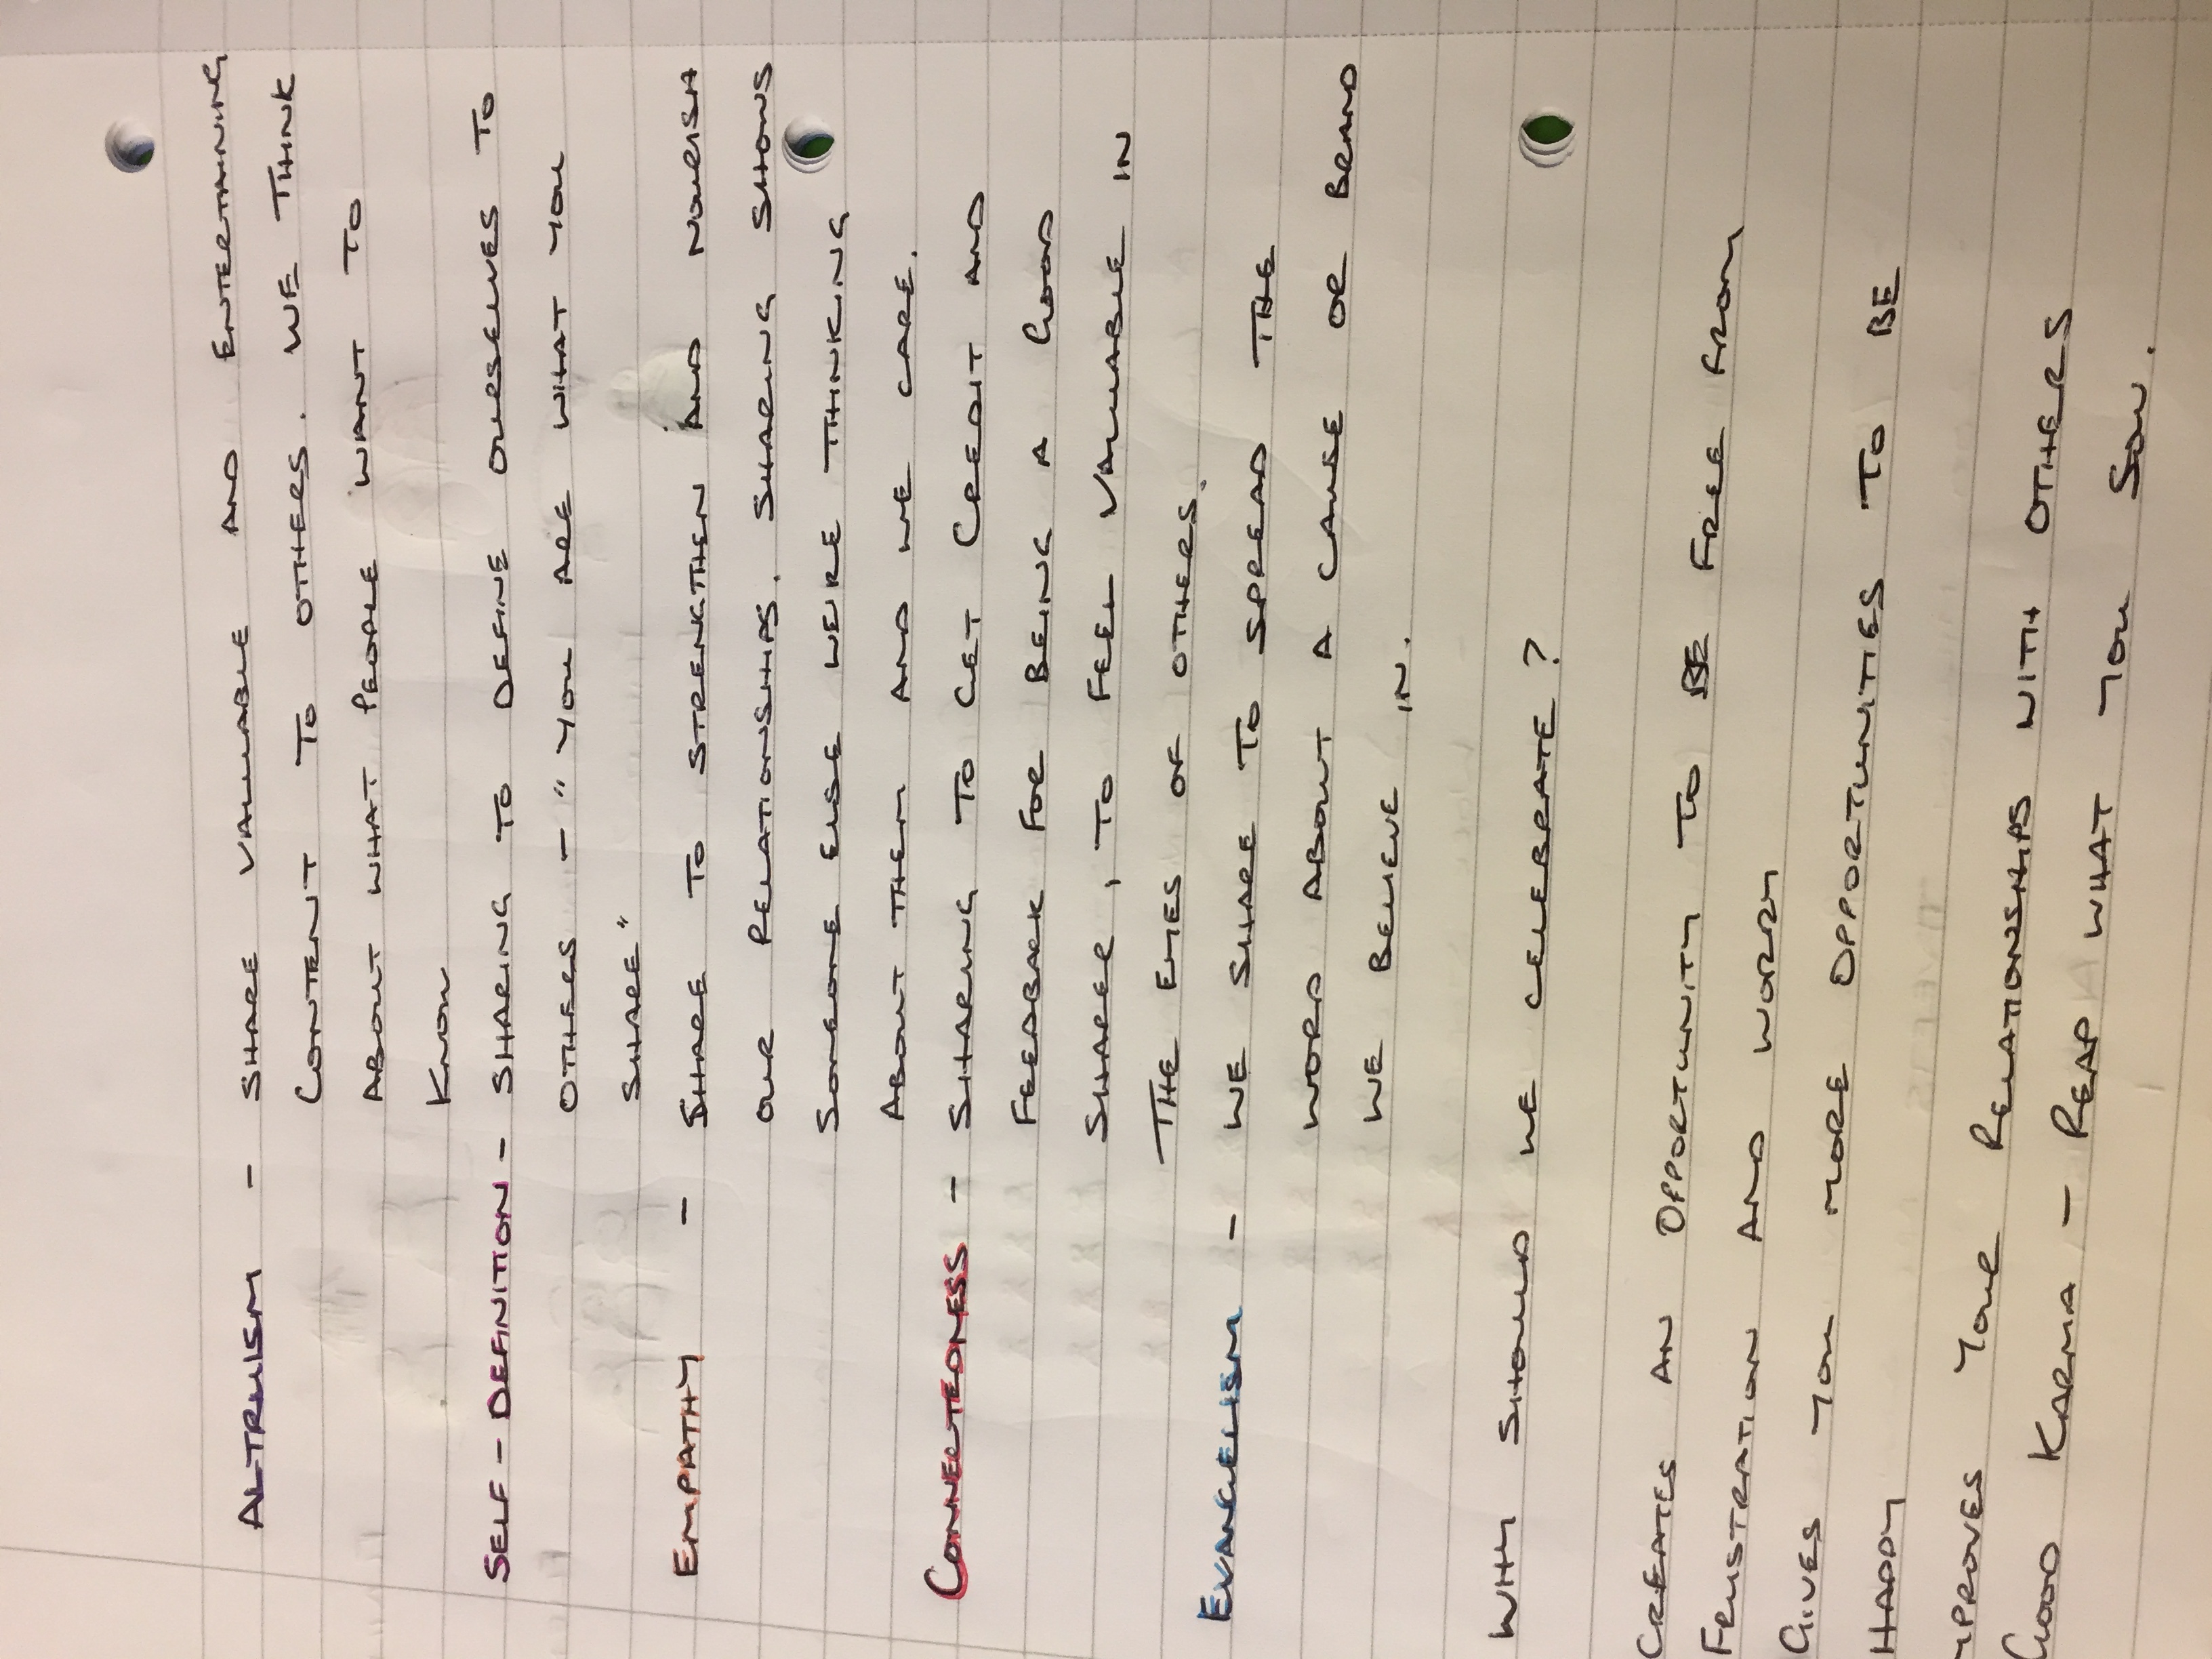 ALTRUISM - SHARE VALUABLE AND ENTERTAINING
CONTENT TO OTHERS. WE THINK
ABOUT WHAT PEOPLE WANT TO
KNOW
SELF-DEFINITION - SHARING TO DEFINE OURSELVES TO
OTHERS - "YOU ARE WHAT YOU
SHARE"
EMPATHY - SHARE TO STRENGTHEN AND NOURISH
OUR RELATIONSHIPS. SHARING SHOWS
SOMEONE ELSE WE'RE THINKING
ABOUT THEM AND WE CARE.
CONNECTEDNESS - SHARING TO GET CREDIT AND
FEEDBACK FOR BEING A GOOD
SHARER, TO FEEL VALUABLE IN
THE EYES OF OTHERS.
EVANGELISM - WE SHARE TO SPREAD THE
WORD ABOUT A CAUSE OR BRAND
WE BELIEVE IN.
WHY SHOULD WE CELEBRATE?
CREATES AN OPPORTUNITY TO BE FREE FROM
FRUSTRATION AND WORRY
GIVES YOU MORE OPPORTUNITIES TO BE
HAPPY
MPROVES YOUR RELATIONSHIPS WITH OTHERS
GOOD KARMA - REAP WHAT YOU SOW.